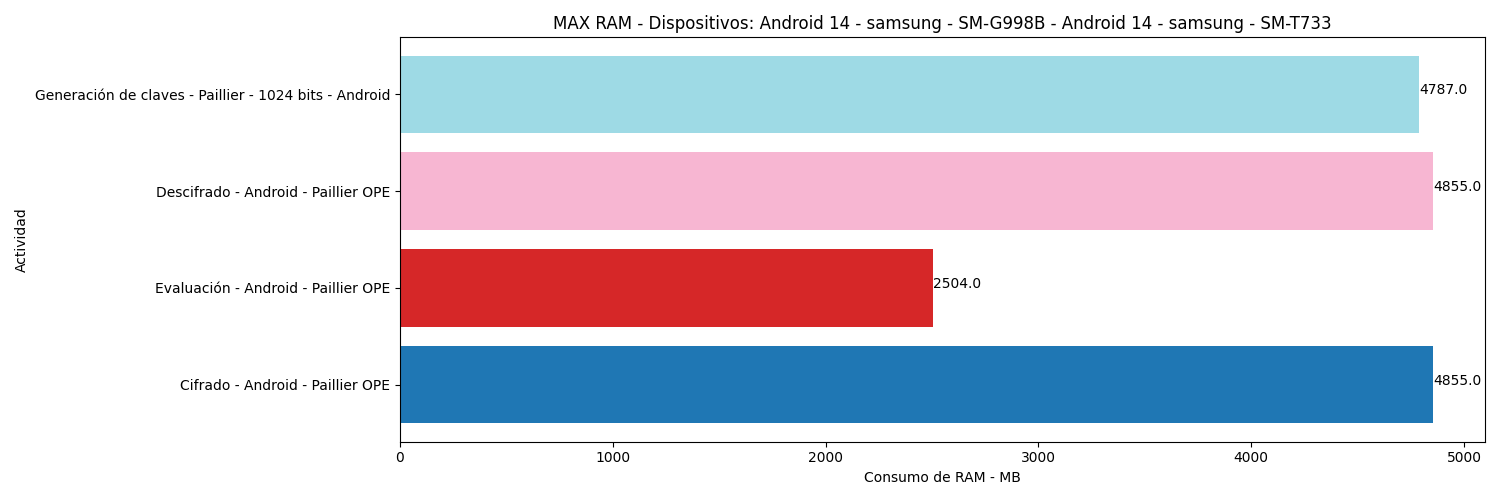 MAX RAM - Dispositivos: Android 14 - samsung - SM-G998B - Android 14 - samsung - SM-T733
Actividad
Generación de claves - Paillier - 1024 bits - Android
4787.0
Descifrado - Android - Paillier OPE
4855.0
Evaluación - Android - Paillier OPE
2504.0
Cifrado - Android - Paillier OPE
4855.0
0 1000 2000 3000 4000 5000
Consumo de RAM - MB